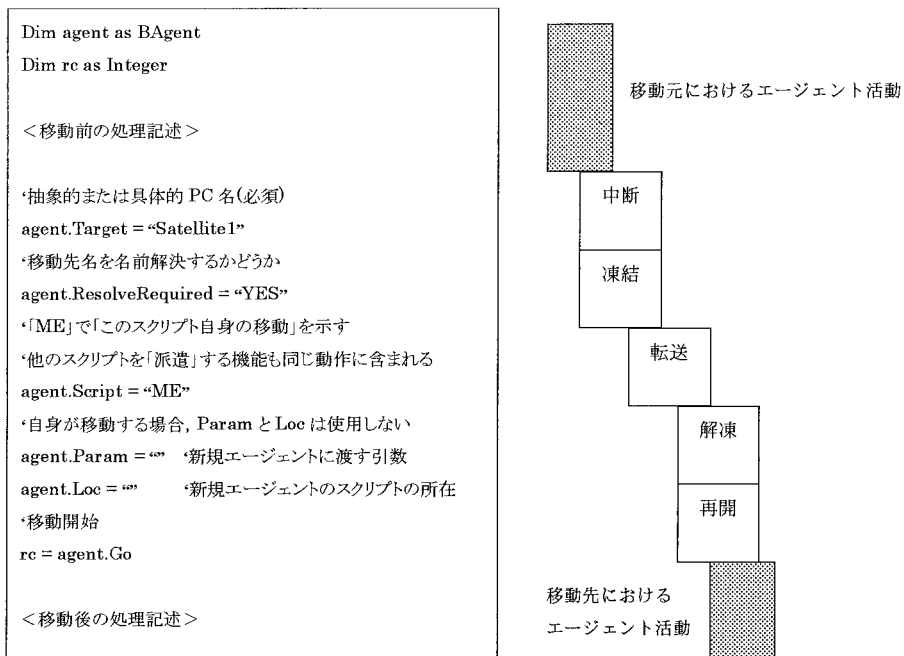 Dim agent as BAgent
Dim rc as Integer
＜移動前の処理記述＞
‘抽象的または具体的 PC 名(必須)
agent.Target = “Satellite1”
‘移動先名を名前解決するかどうか
agent.ResolveRequired = “YES”
‘「ME」で「このスクリプト自身の移動」を示す
‘他のスクリプトを「派遣」する機能も同じ動作に含まれる
agent.Script = “ME”
‘自身が移動する場合, Param と Loc は使用しない
agent.Param = “” ‘新規エージェントに渡す引数
agent.Loc = “” ‘新規エージェントのスクリプトの所在
‘移動開始
rc = agent.Go
＜移動後の処理記述＞
移動元におけるエージェント活動
中断
凍結
転送
解凍
再開
移動先における
エージェント活動